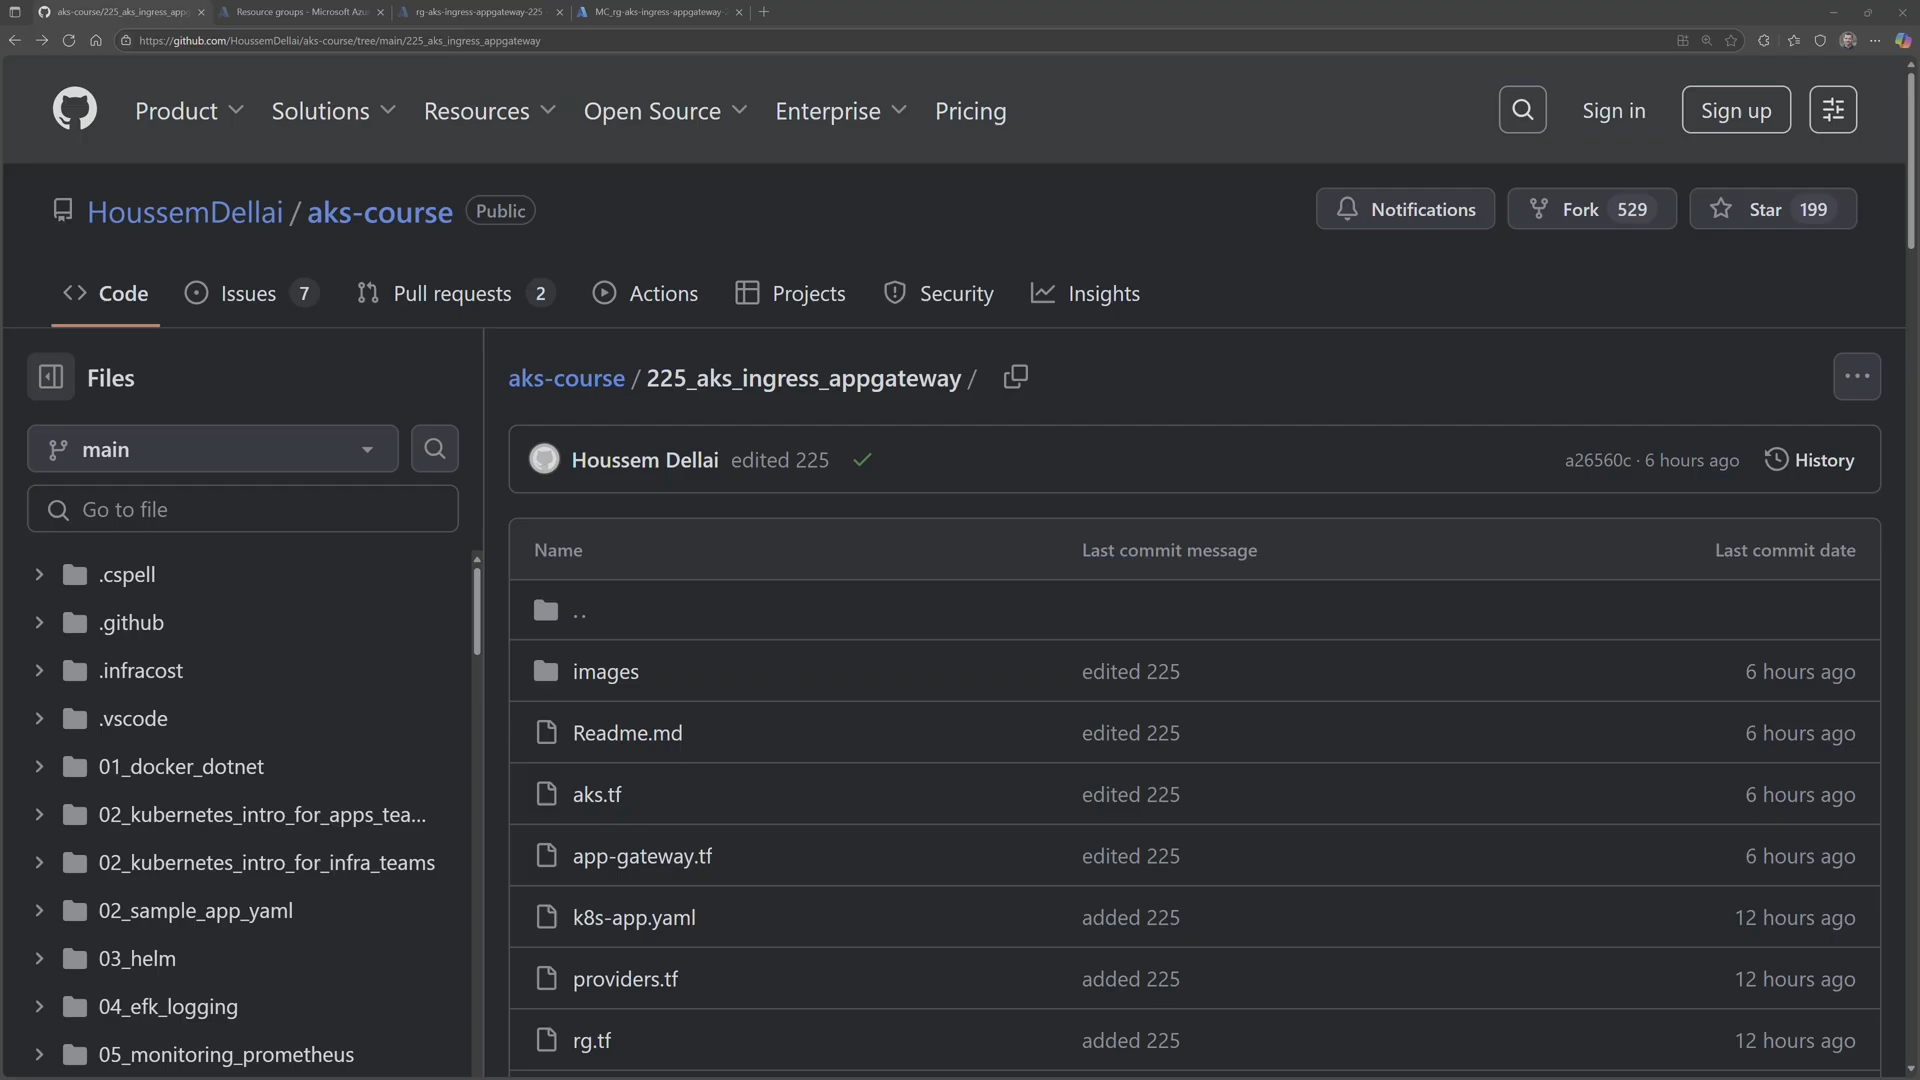 aks-course/225_aks_ingress_appg
Resource groups - Microsoft Azu
rg-aks-ingress-appgateway-225
MC_rg-aks-ingress-appgateway-
https://github.com/HoussemDellai/aks-course/tree/main/225_aks_ingress_appgateway
Product
Solutions
Resources
Open Source
Enterprise
Pricing
Sign in
Sign up
HoussemDellai / aks-course
Public
Notifications
Fork 529
Star 199
Code
Issues 7
Pull requests 2
Actions
Projects
Security
Insights
Files
main
Go to file
.cspell
.github
.infracost
.vscode
01_docker_dotnet
02_kubernetes_intro_for_apps_tea...
02_kubernetes_intro_for_infra_teams
02_sample_app_yaml
03_helm
04_efk_logging
05_monitoring_prometheus
aks-course / 225_aks_ingress_appgateway /
Houssem Dellai edited 225
a26560c · 6 hours ago
History
Name Last commit message Last commit date
..
images edited 225 6 hours ago
Readme.md edited 225 6 hours ago
aks.tf edited 225 6 hours ago
app-gateway.tf edited 225 6 hours ago
k8s-app.yaml added 225 12 hours ago
providers.tf added 225 12 hours ago
rg.tf added 225 12 hours ago